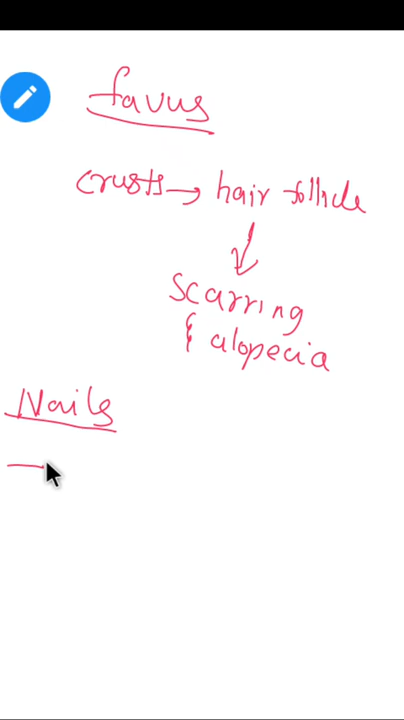 favus
crusts → hair follicle
↓
scarring
& alopecia
Nails